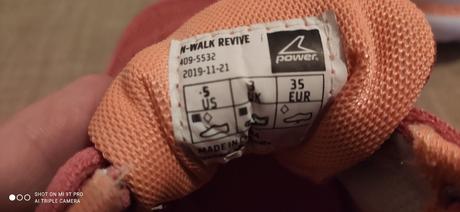 N-WALK REVIVE
409-5532
2019-11-21
power.
5 35
US UK EUR
MADE IN
SHOT ON MI 9T PRO
AI TRIPLE CAMERA